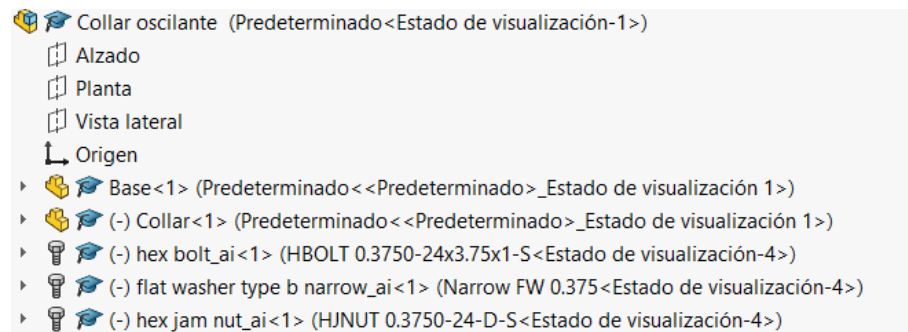 Collar oscilante (Predeterminado<Estado de visualización-1>)
Alzado
Planta
Vista lateral
Origen
Base<1> (Predeterminado<<Predeterminado>_Estado de visualización 1>)
(-) Collar<1> (Predeterminado<<Predeterminado>_Estado de visualización 1>)
(-) hex bolt_ai<1> (HBOLT 0.3750-24x3.75x1-S<Estado de visualización-4>)
(-) flat washer type b narrow_ai<1> (Narrow FW 0.375<Estado de visualización-4>)
(-) hex jam nut_ai<1> (HJNUT 0.3750-24-D-S<Estado de visualización-4>)